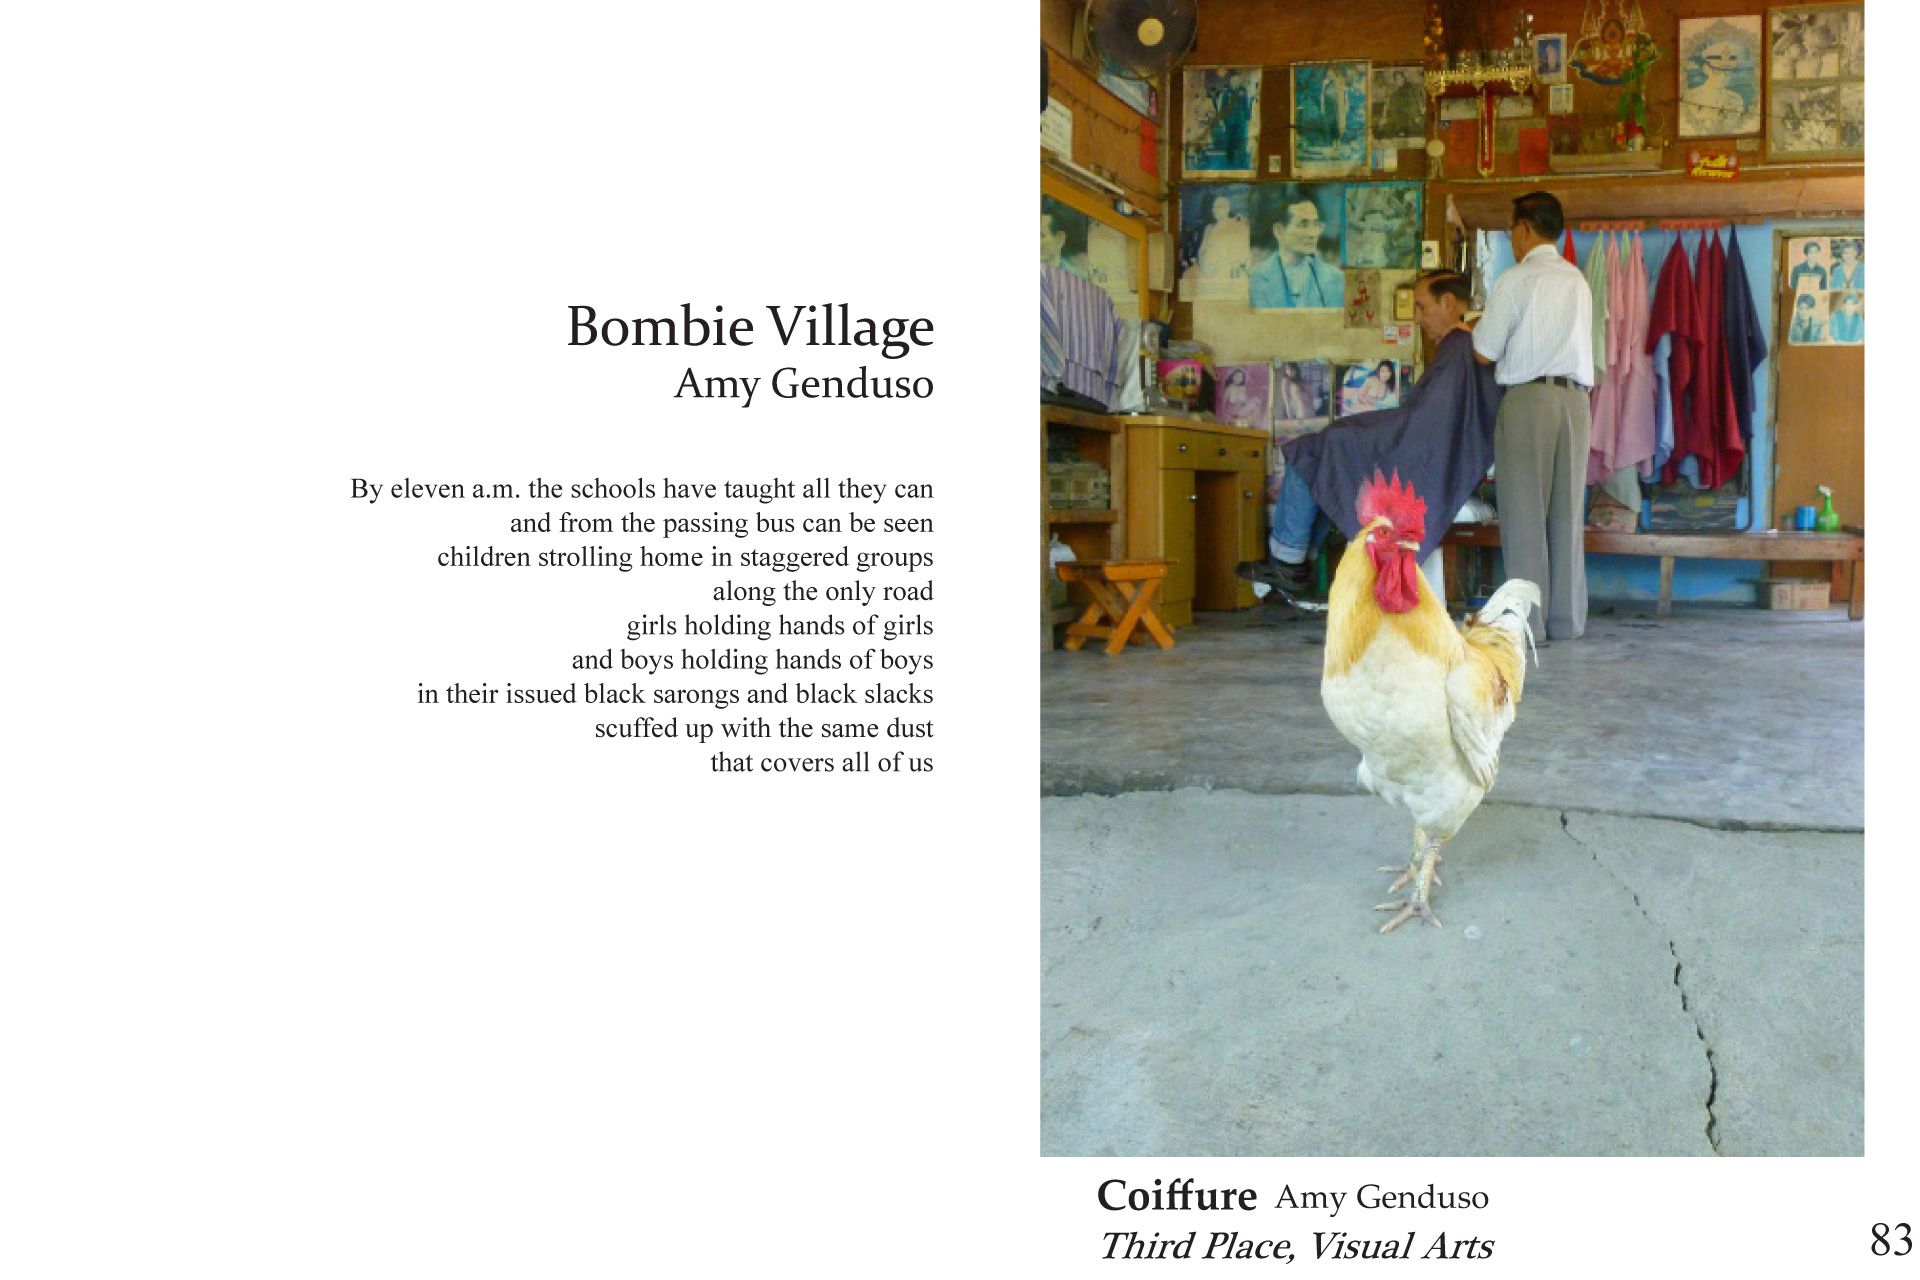 Bombie Village
Amy Genduso
By eleven a.m. the schools have taught all they can
and from the passing bus can be seen
children strolling home in staggered groups
along the only road
girls holding hands of girls
and boys holding hands of boys
in their issued black sarongs and black slacks
scuffed up with the same dust
that covers all of us
Coiffure Amy Genduso
Third Place, Visual Arts
83